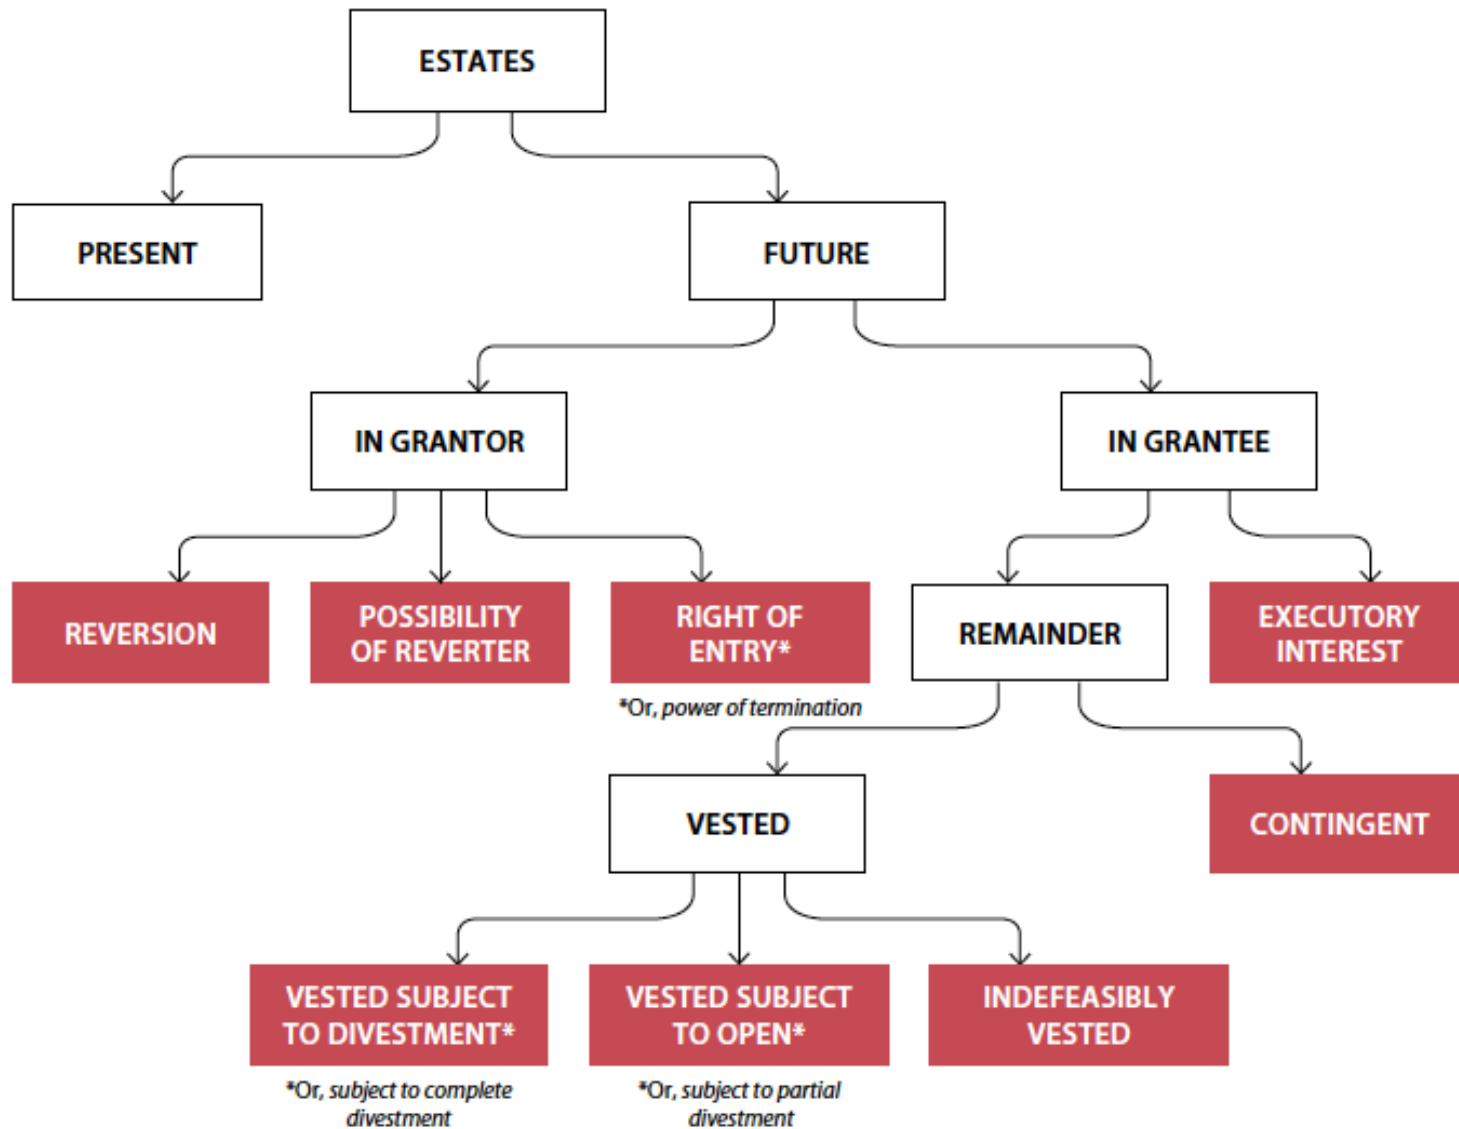 ESTATES
PRESENT
FUTURE
IN GRANTOR
IN GRANTEE
REVERSION
POSSIBILITY
OF REVERTER
RIGHT OF
ENTRY*
*Or, power of termination
REMAINDER
EXECUTORY
INTEREST
VESTED
CONTINGENT
VESTED SUBJECT
TO DIVESTMENT*
*Or, subject to complete
divestment
VESTED SUBJECT
TO OPEN*
*Or, subject to partial
divestment
INDEFEASIBLY
VESTED